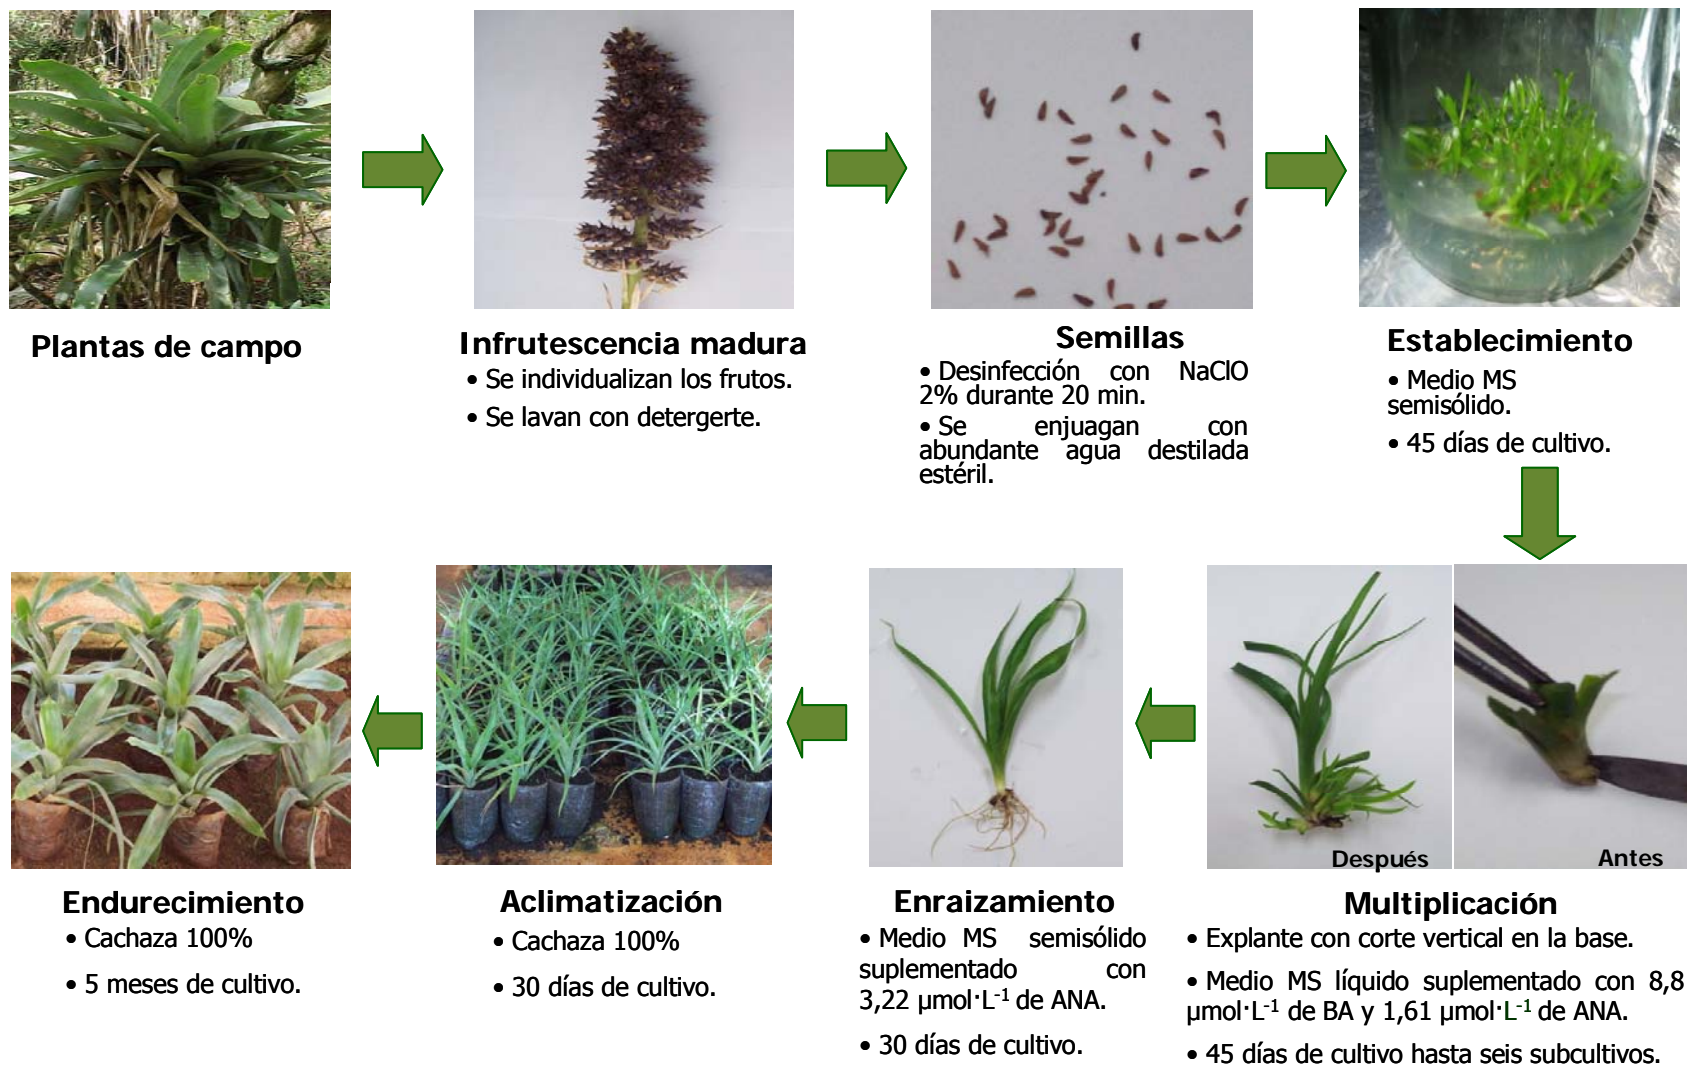 Plantas de campo
Infrutescencia madura
• Se individualizan los frutos.
• Se lavan con detergerte.
Semillas
• Desinfección con NaClO
2% durante 20 min.
• Se enjuagan con
abundante agua destilada
estéril.
Establecimiento
• Medio MS
semisólido.
• 45 días de cultivo.
Después
Antes
Multiplicación
• Explante con corte vertical en la base.
• Medio MS líquido suplementado con 8,8
µmol·L⁻¹ de BA y 1,61 µmol·L⁻¹ de ANA.
• 45 días de cultivo hasta seis subcultivos.
Enraizamiento
• Medio MS semisólido
suplementado con
3,22 µmol·L⁻¹ de ANA.
• 30 días de cultivo.
Aclimatización
• Cachaza 100%
• 30 días de cultivo.
Endurecimiento
• Cachaza 100%
• 5 meses de cultivo.